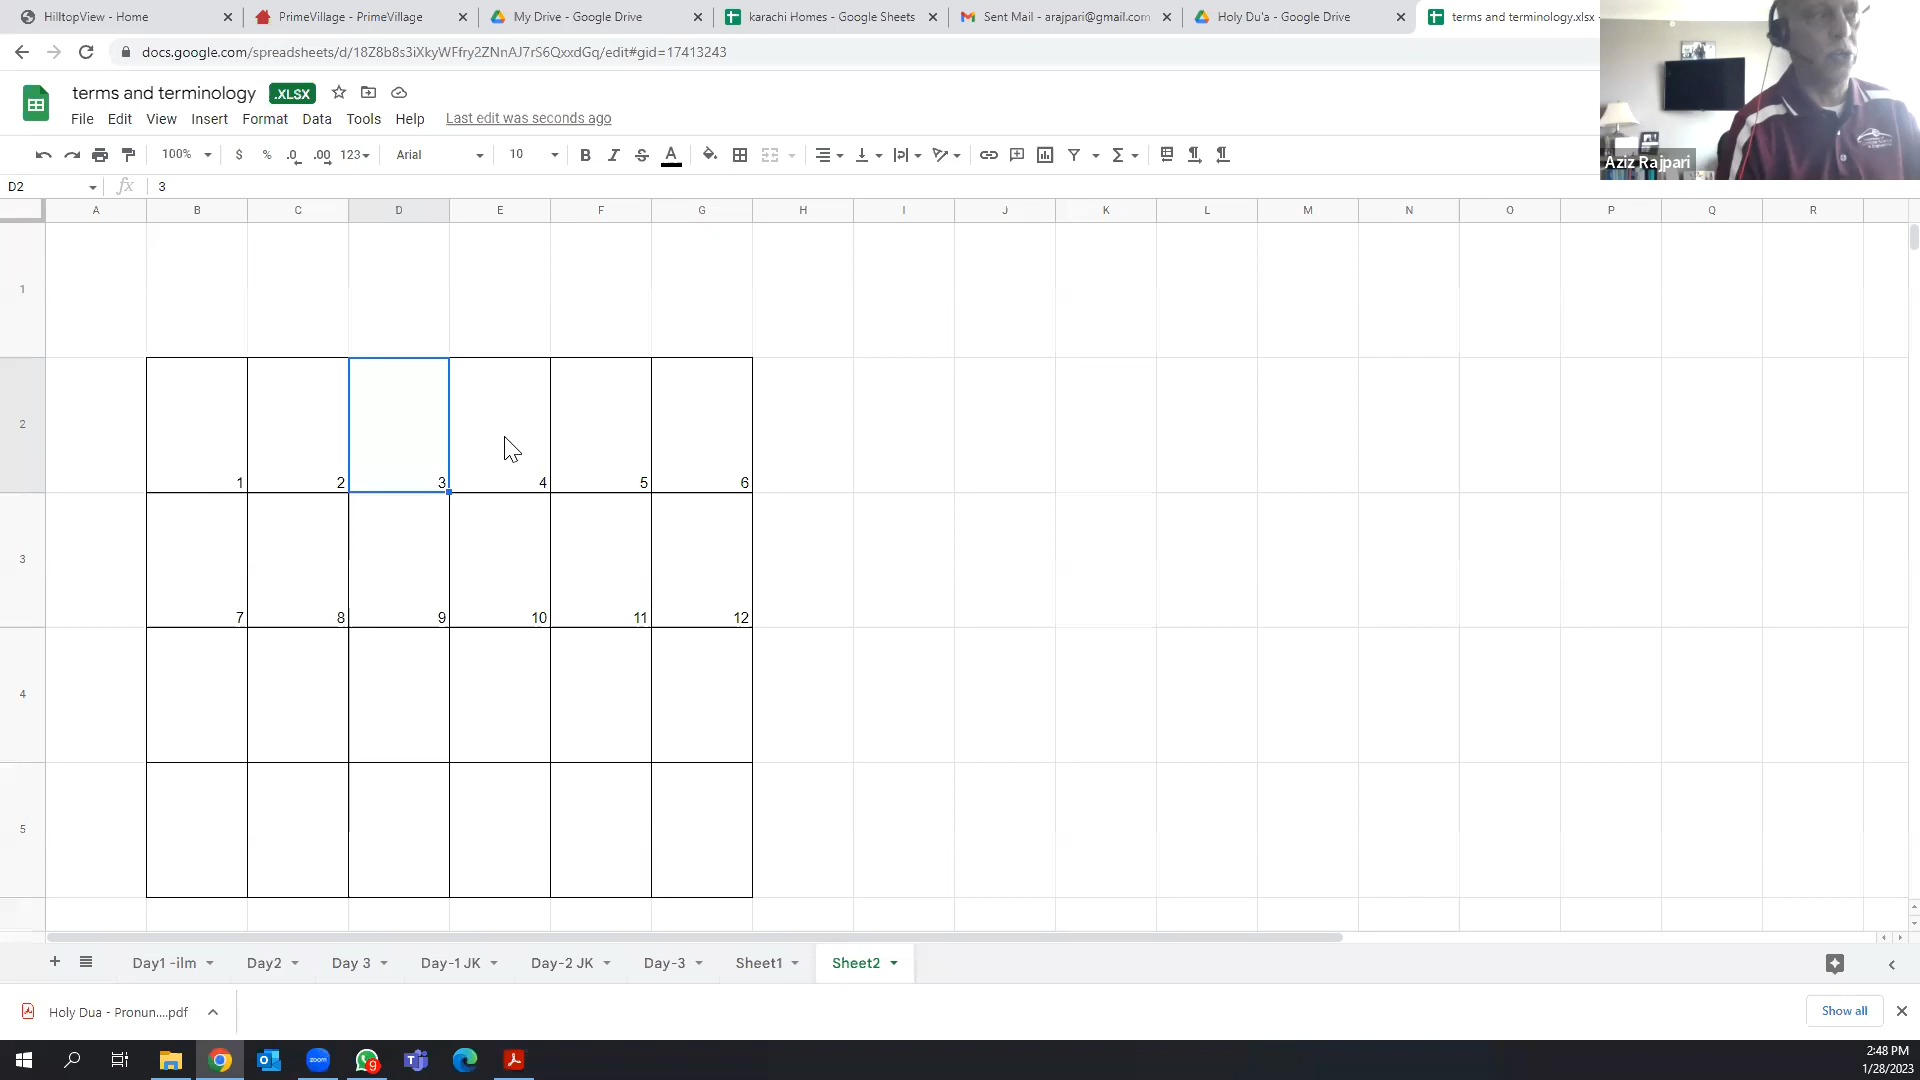 HilltopView - Home
PrimeVillage - PrimeVillage
My Drive - Google Drive
karachi Homes - Google Sheets
Sent Mail - arajpari@gmail.com
Holy Du'a - Google Drive
terms and terminology.xlsx -
docs.google.com/spreadsheets/d/18Z8b8s3iXkyWFfry2ZNnAJ7rS6QxxdGq/edit#gid=17413243
terms and terminology .XLSX
File Edit View Insert Format Data Tools Help Last edit was seconds ago
100% $ % .0 .00 123 Arial 10 B I S A
Aziz Rajpari
D2 fx 3
A B C D E F G H I J K L M N O P Q R
1
2
1 2 3 4 5 6
3
7 8 9 10 11 12
4
5
Day1 -ilm Day2 Day 3 Day-1 JK Day-2 JK Day-3 Sheet1 Sheet2
Holy Dua - Pronun....pdf
Show all
zoom
9
2:48 PM
1/28/2023